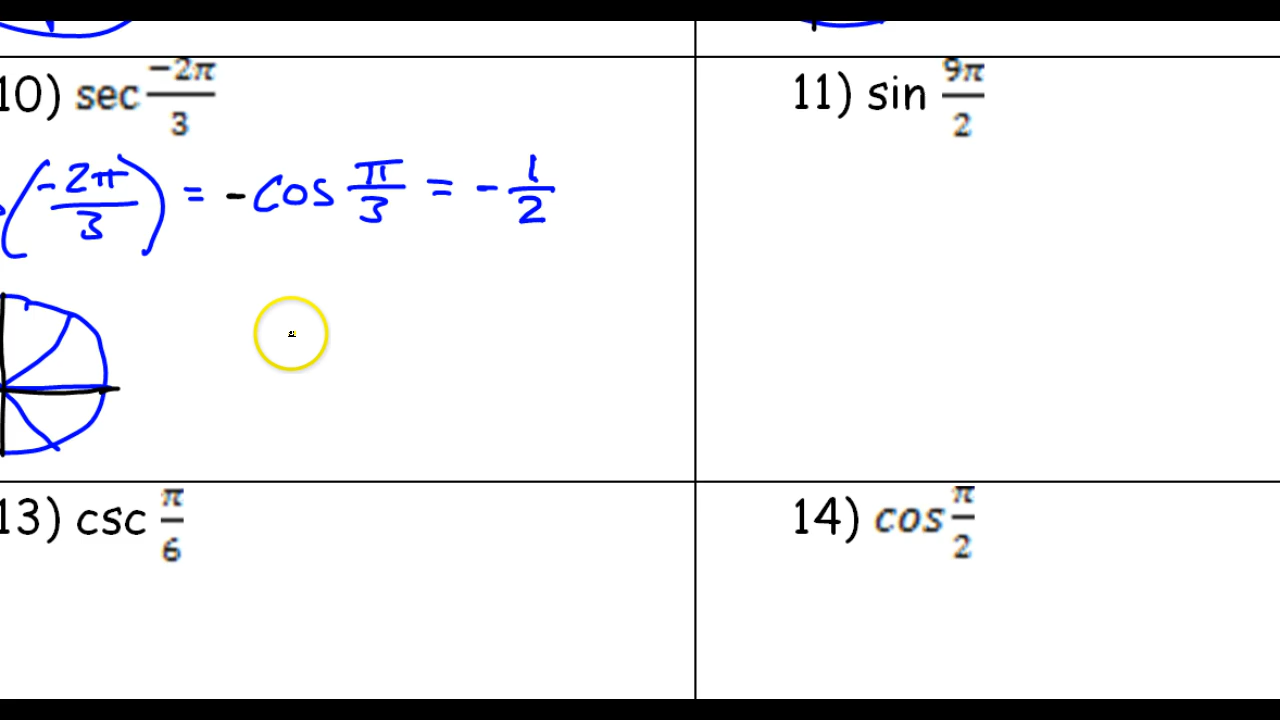 10) sec -2π/3
11) sin 9π/2
(-2π/3) = -cos π/3 = -1/2
13) csc π/6
14) cos π/2